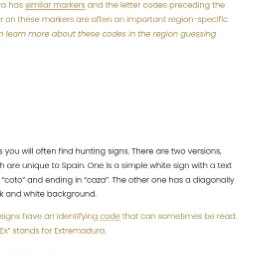 ra has similar markers and the letter codes preceding the
r on these markers are often an important region-specific
n learn more about these codes in the region guessing
s you will often find hunting signs. There are two versions,
h are unique to Spain. One is a simple white sign with a text
“coto” and ending in “caza”. The other one has a diagonally
k and white background.
signs have an identifying code that can sometimes be read.
Ex” stands for Extremadura.